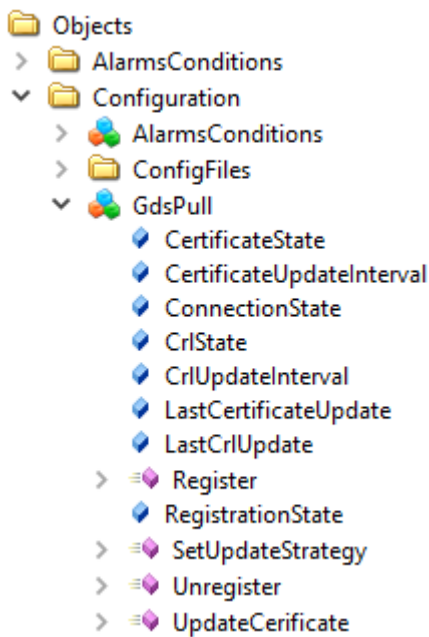 Objects
AlarmsConditions
Configuration
AlarmsConditions
ConfigFiles
GdsPull
CertificateState
CertificateUpdateInterval
ConnectionState
CrlState
CrlUpdateInterval
LastCertificateUpdate
LastCrlUpdate
Register
RegistrationState
SetUpdateStrategy
Unregister
UpdateCerificate